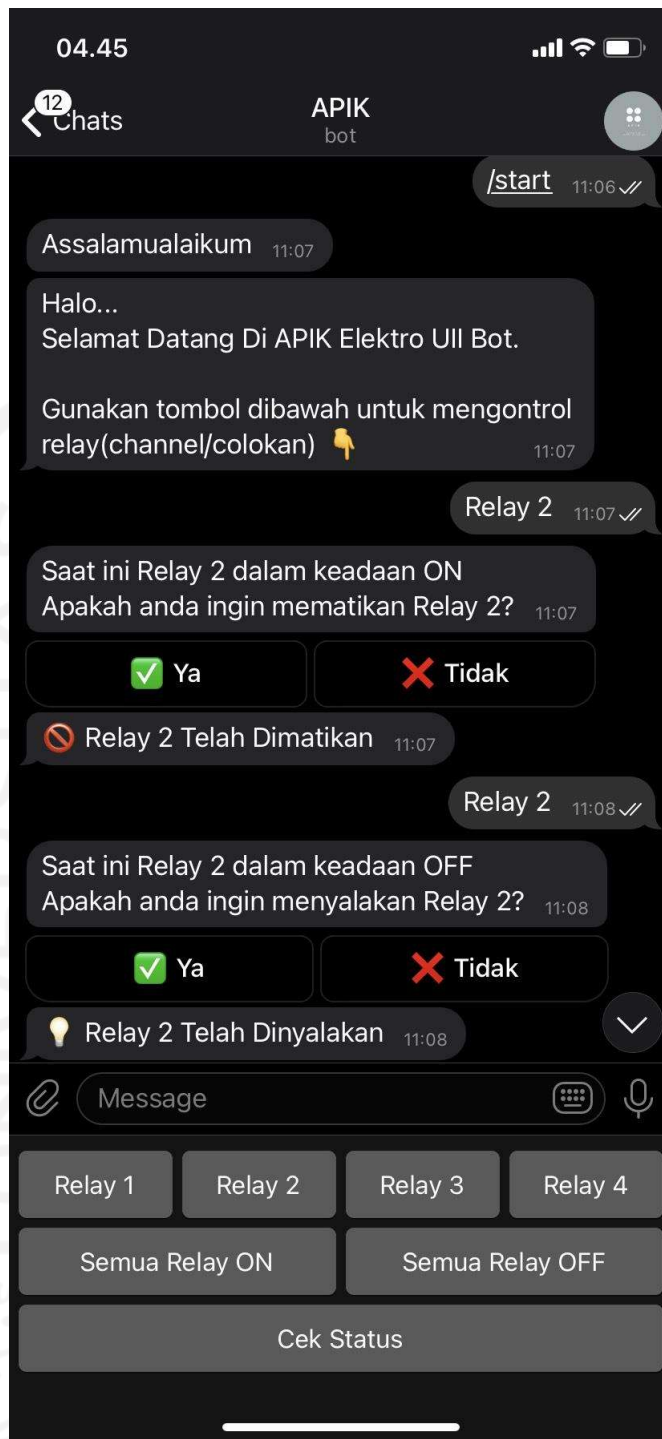 04.45
12
Chats
APIK
bot
/start 11:06
Assalamualaikum 11:07
Halo...
Selamat Datang Di APIK Elektro UII Bot.
Gunakan tombol dibawah untuk mengontrol
relay(channel/colokan) 👇 11:07
Relay 2 11:07
Saat ini Relay 2 dalam keadaan ON
Apakah anda ingin mematikan Relay 2? 11:07
✅ Ya
❌ Tidak
🚫 Relay 2 Telah Dimatikan 11:07
Relay 2 11:08
Saat ini Relay 2 dalam keadaan OFF
Apakah anda ingin menyalakan Relay 2? 11:08
✅ Ya
❌ Tidak
💡 Relay 2 Telah Dinyalakan 11:08
Message
Relay 1
Relay 2
Relay 3
Relay 4
Semua Relay ON
Semua Relay OFF
Cek Status